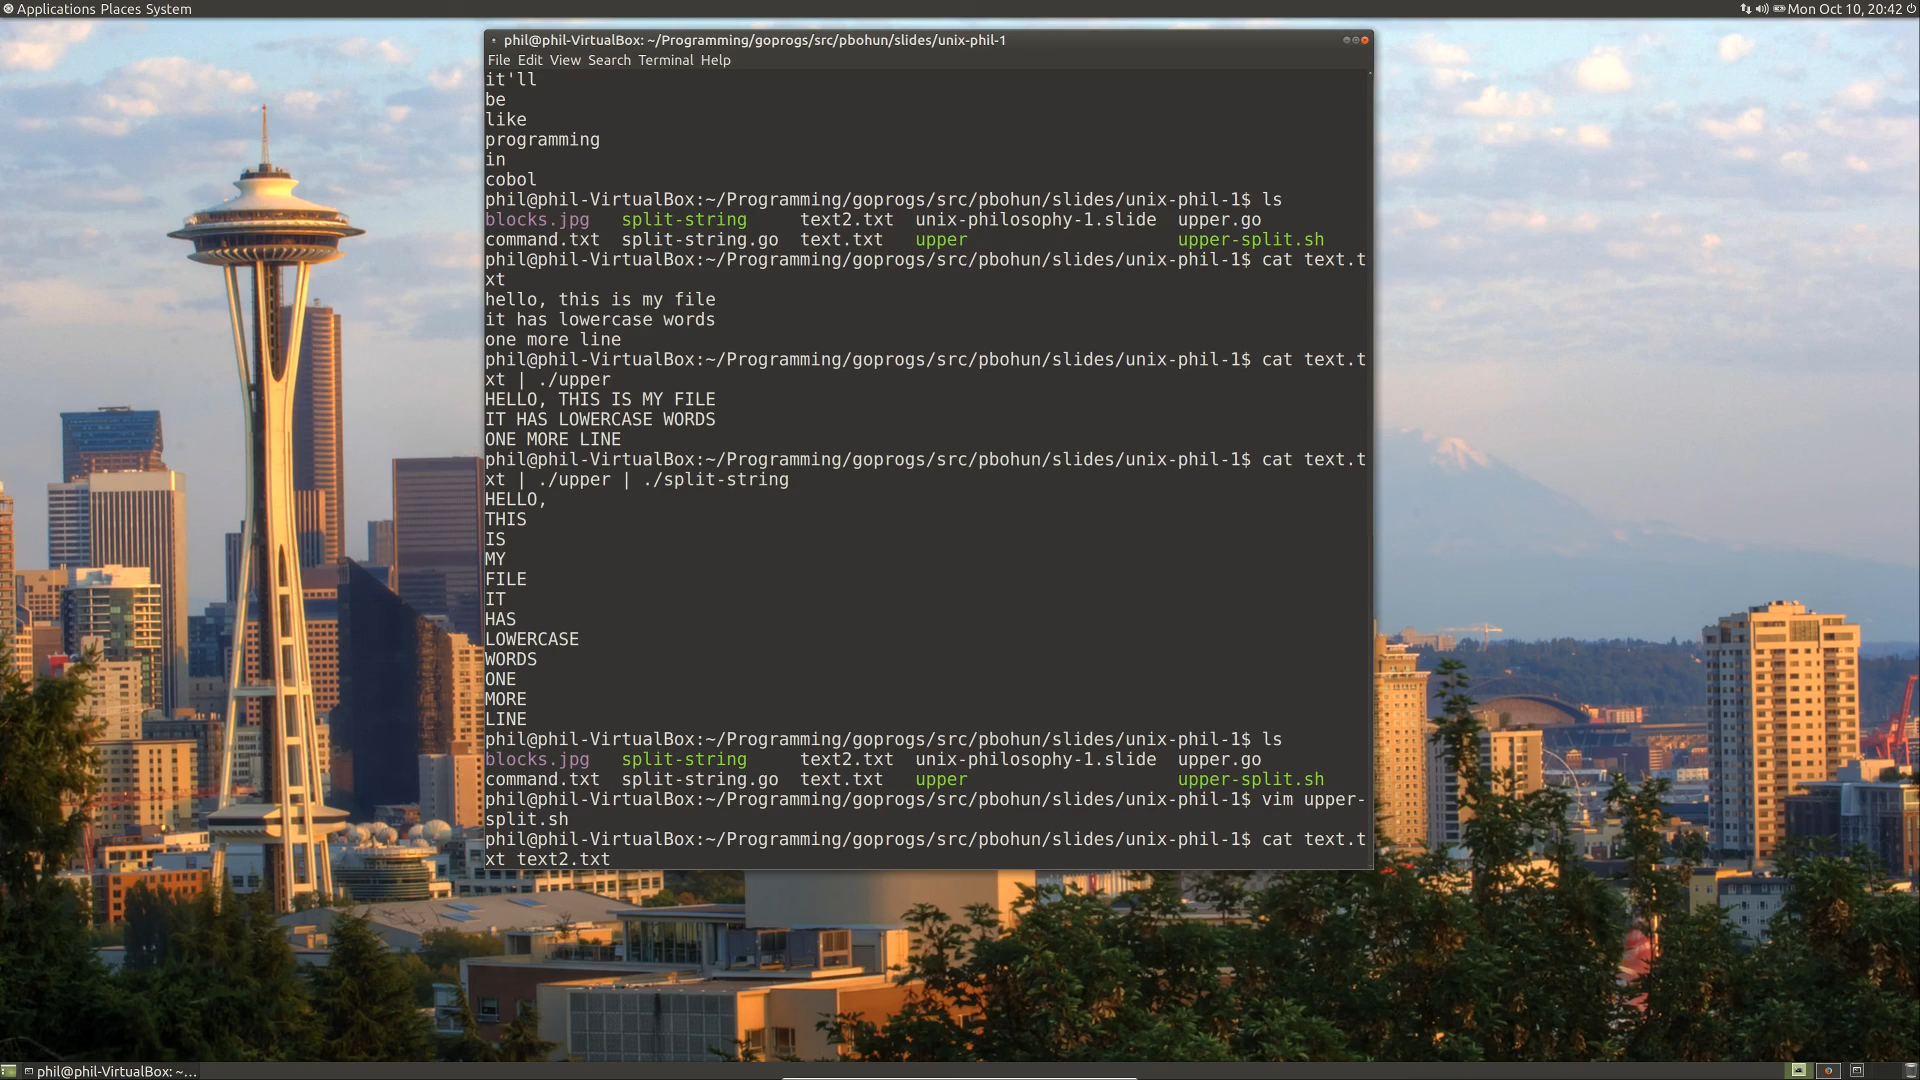 Applications Places System
Mon Oct 10, 20:42
phil@phil-VirtualBox: ~/Programming/goprogs/src/pbohun/slides/unix-phil-1
File Edit View Search Terminal Help
it'll
be
like
programming
in
cobol
phil@phil-VirtualBox:~/Programming/goprogs/src/pbohun/slides/unix-phil-1$ ls
blocks.jpg split-string text2.txt unix-philosophy-1.slide upper.go
command.txt split-string.go text.txt upper upper-split.sh
phil@phil-VirtualBox:~/Programming/goprogs/src/pbohun/slides/unix-phil-1$ cat text.t
xt
hello, this is my file
it has lowercase words
one more line
phil@phil-VirtualBox:~/Programming/goprogs/src/pbohun/slides/unix-phil-1$ cat text.t
xt | ./upper
HELLO, THIS IS MY FILE
IT HAS LOWERCASE WORDS
ONE MORE LINE
phil@phil-VirtualBox:~/Programming/goprogs/src/pbohun/slides/unix-phil-1$ cat text.t
xt | ./upper | ./split-string
HELLO,
THIS
IS
MY
FILE
IT
HAS
LOWERCASE
WORDS
ONE
MORE
LINE
phil@phil-VirtualBox:~/Programming/goprogs/src/pbohun/slides/unix-phil-1$ ls
blocks.jpg split-string text2.txt unix-philosophy-1.slide upper.go
command.txt split-string.go text.txt upper upper-split.sh
phil@phil-VirtualBox:~/Programming/goprogs/src/pbohun/slides/unix-phil-1$ vim upper-
split.sh
phil@phil-VirtualBox:~/Programming/goprogs/src/pbohun/slides/unix-phil-1$ cat text.t
xt text2.txt
phil@phil-VirtualBox: ~...